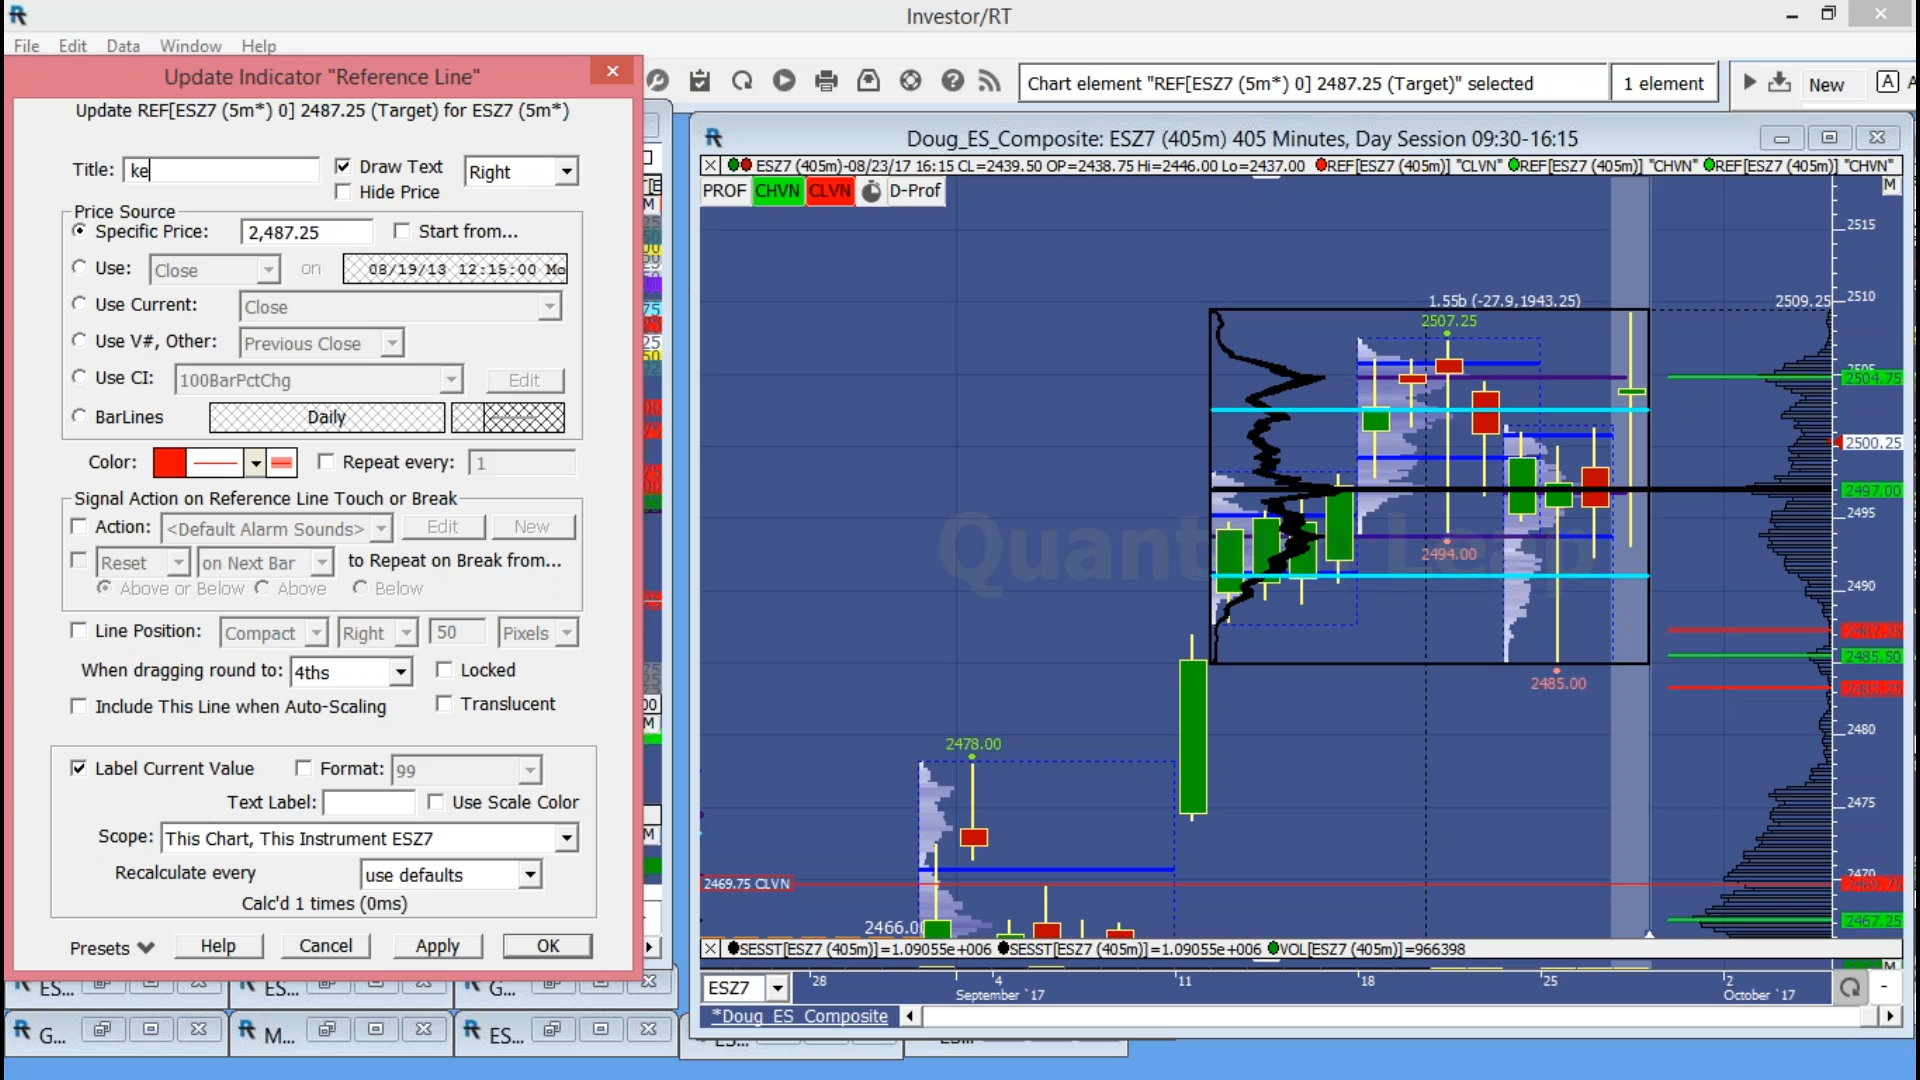 Investor/RT
File Edit Data Window Help
Update Indicator "Reference Line"
Update REF[ESZ7 (5m*) 0] 2487.25 (Target) for ESZ7 (5m*)
Title: ke
Draw Text
Right
Hide Price
Price Source
Specific Price: 2,487.25 Start from...
Use: Close on 08/19/13 12:15:00 Mo
Use Current: Close
Use V#, Other: Previous Close
Use CI: 100BarPctChg Edit
BarLines Daily
Color: Repeat every: 1
Signal Action on Reference Line Touch or Break
Action: <Default Alarm Sounds> Edit New
Reset on Next Bar to Repeat on Break from...
Above or Below Above Below
Line Position: Compact Right 50 Pixels
When dragging round to: 4ths Locked
Include This Line when Auto-Scaling Translucent
Label Current Value Format: 99
Text Label: Use Scale Color
Scope: This Chart, This Instrument ESZ7
Recalculate every use defaults
Calc'd 1 times (0ms)
Presets Help Cancel Apply OK
Chart element "REF[ESZ7 (5m*) 0] 2487.25 (Target)" selected 1 element New A
Doug_ES_Composite: ESZ7 (405m) 405 Minutes, Day Session 09:30-16:15
ESZ7 (405m)-08/23/17 16:15 CL=2439.50 OP=2438.75 Hi=2446.00 Lo=2437.00 REF[ESZ7 (405m)] "CLVN" REF[ESZ7 (405m)] "CHVN" REF[ESZ7 (405m)] "CHVN"
PROF CHVN CLVN D-Prof M
2515
1.55b (-27.9,1943.25) 2509.25 2510
2507.25
2505
2504.75
2500.25
2497.00
2495
2494.00
2490
2487.25
2485.50
2485.00
2483.25
2480
2478.00
2475
2470
2469.75 CLVN
2467.25
2466.0
SESST[ESZ7 (405m)]=1.09055e+006 SESST[ESZ7 (405m)]=1.09055e+006 VOL[ESZ7 (405m)]=966398
M
ESZ7 '28 4 11 18 25 '2
September `17 October `17
*Doug_ES_Composite
ES... ES... G...
G... M... ES... ES...